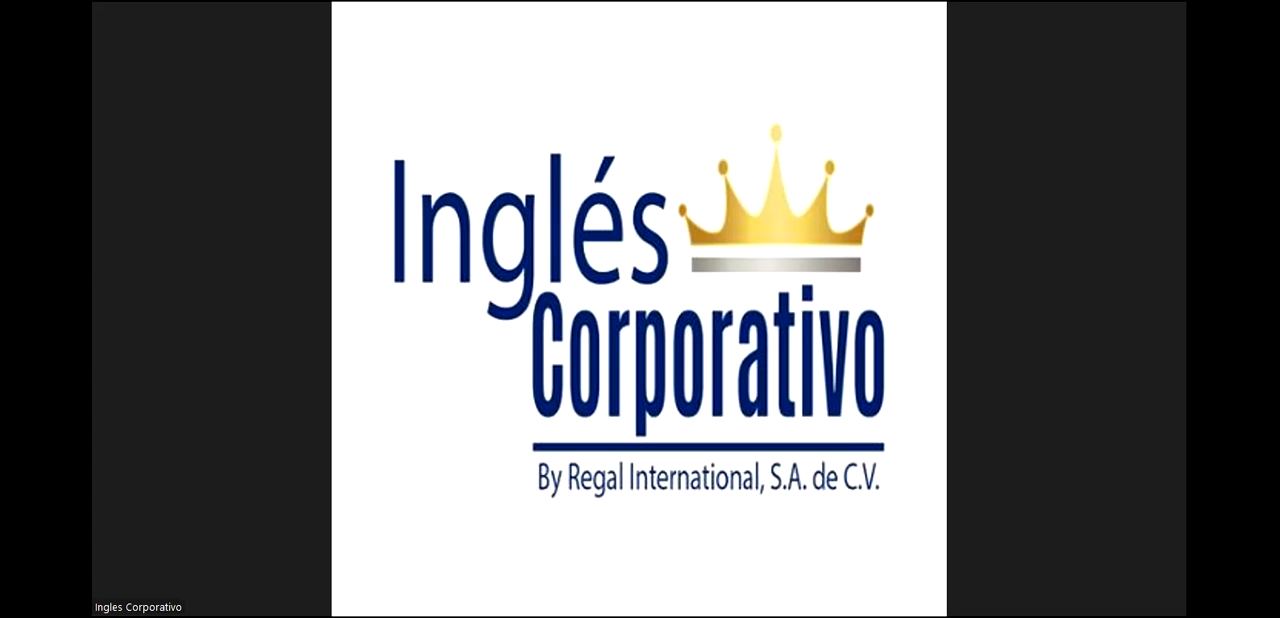 Inglés
Corporativo
By Regal International, S.A. de C.V.
Ingles Corporativo